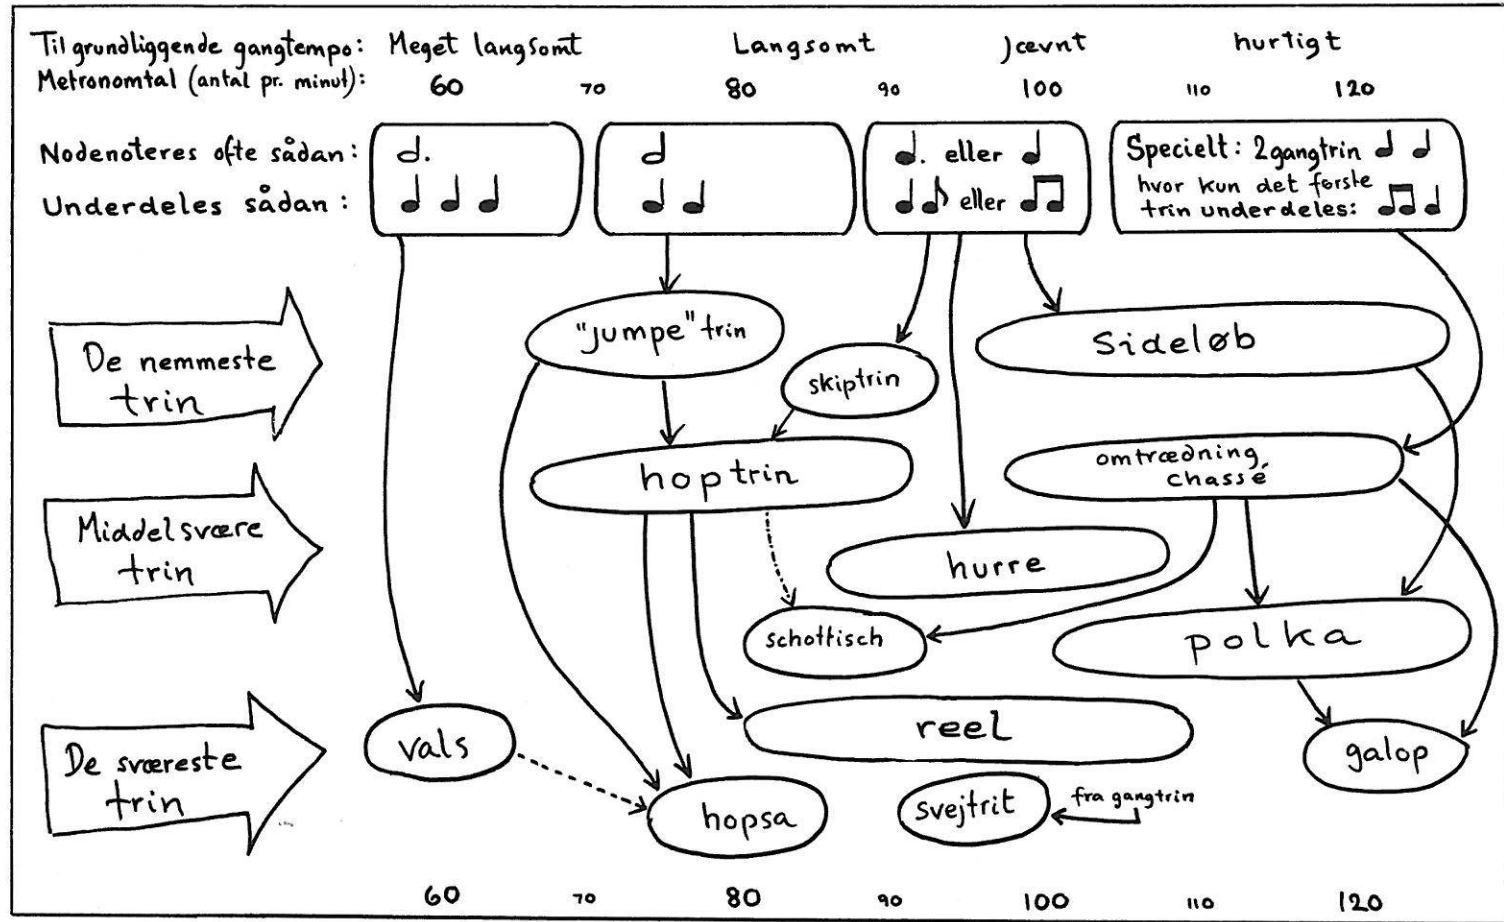 Til grundliggende gangtempo: Meget langsomt Langsomt Jævnt hurtigt
Metronomtal (antal pr. minut): 60 70 80 90 100 110 120
Nodenoteres ofte sådan: eller Specielt: 2 gangtrin
Underdeles sådan: eller hvor kun det første
trin underdeles:
De nemmeste
trin
"jumpe" trin
skiptrin
Sideløb
Middelsvære
trin
hoptrin
omtrædning,
chassé
hurre
schottisch
polka
De sværeste
trin
vals
reel
galop
hopsa
svejtrit
fra gangtrin
60 70 80 90 100 110 120